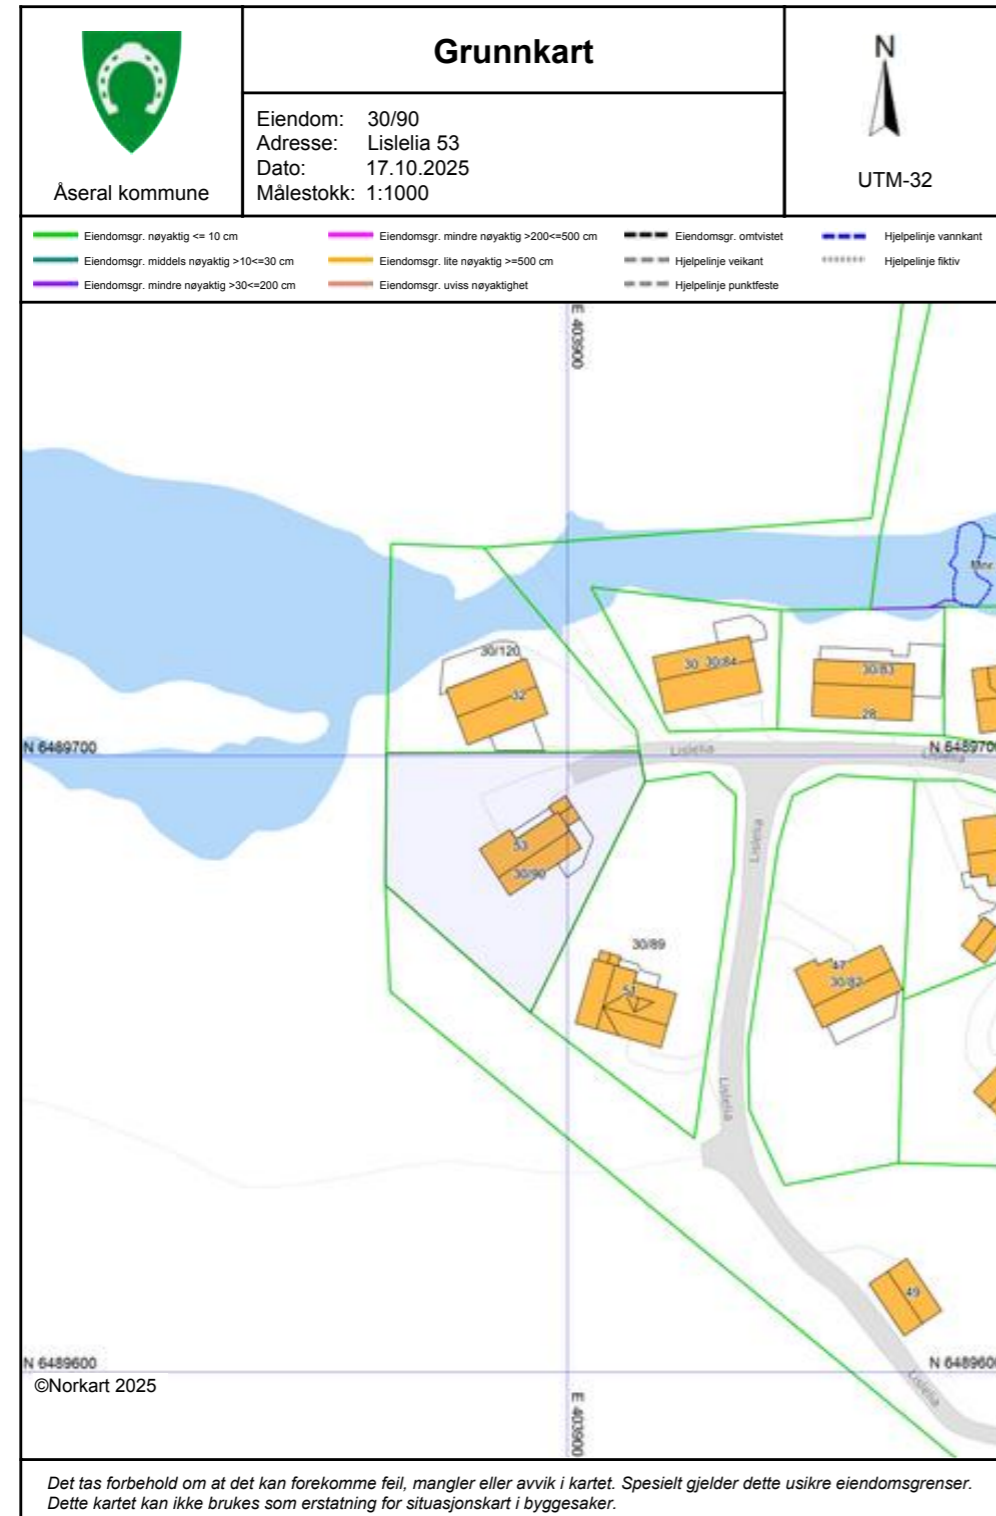 Grunnkart
N
Åseral kommune
Eiendom: 30/90
Adresse: Lislelia 53
Dato: 17.10.2025
Målestokk: 1:1000
UTM-32
Eiendomsgr. nøyaktig <= 10 cm
Eiendomsgr. mindre nøyaktig >200<=500 cm
Eiendomsgr. omtvistet
Hjelpelinje vannkant
Eiendomsgr. middels nøyaktig >10<=30 cm
Eiendomsgr. lite nøyaktig >=500 cm
Hjelpelinje veikant
Hjelpelinje fiktiv
Eiendomsgr. mindre nøyaktig >30<=200 cm
Eiendomsgr. uviss nøyaktighet
Hjelpelinje punktfeste
E 403900
30/120
30 30/84
30/83
32
28
N 6489700
Lislelia
N 6489700
Lislelia
Lislelia
53
30/90
30/89
51
47
30/82
Lislelia
49
N 6489600
N 6489600
Lislelia
©Norkart 2025
E 403900
Det tas forbehold om at det kan forekomme feil, mangler eller avvik i kartet. Spesielt gjelder dette usikre eiendomsgrenser.
Dette kartet kan ikke brukes som erstatning for situasjonskart i byggesaker.